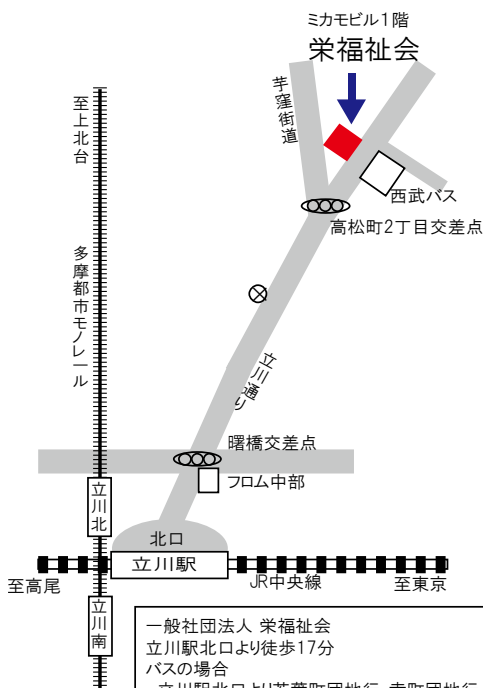 ミカモビル1階
栄福祉会
芋窪街道
至上北台
西武バス
高松町2丁目交差点
多摩都市モノレール
立川通り
曙橋交差点
フロム中部
立川北
北口
立川駅
至高尾
JR中央線
至東京
立川南
一般社団法人 栄福祉会
立川駅北口より徒歩17分
バスの場合